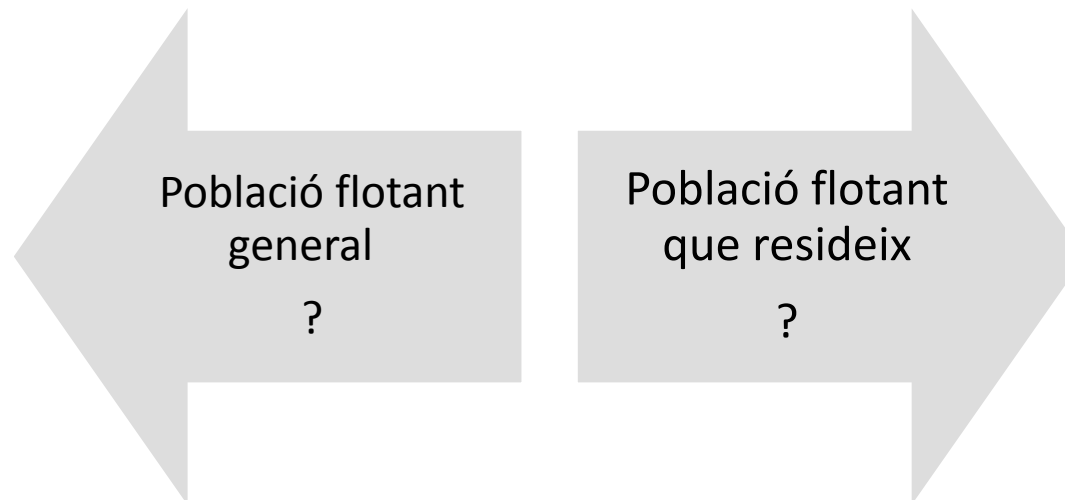 Població flotant
general
?
Població flotant
que resideix
?